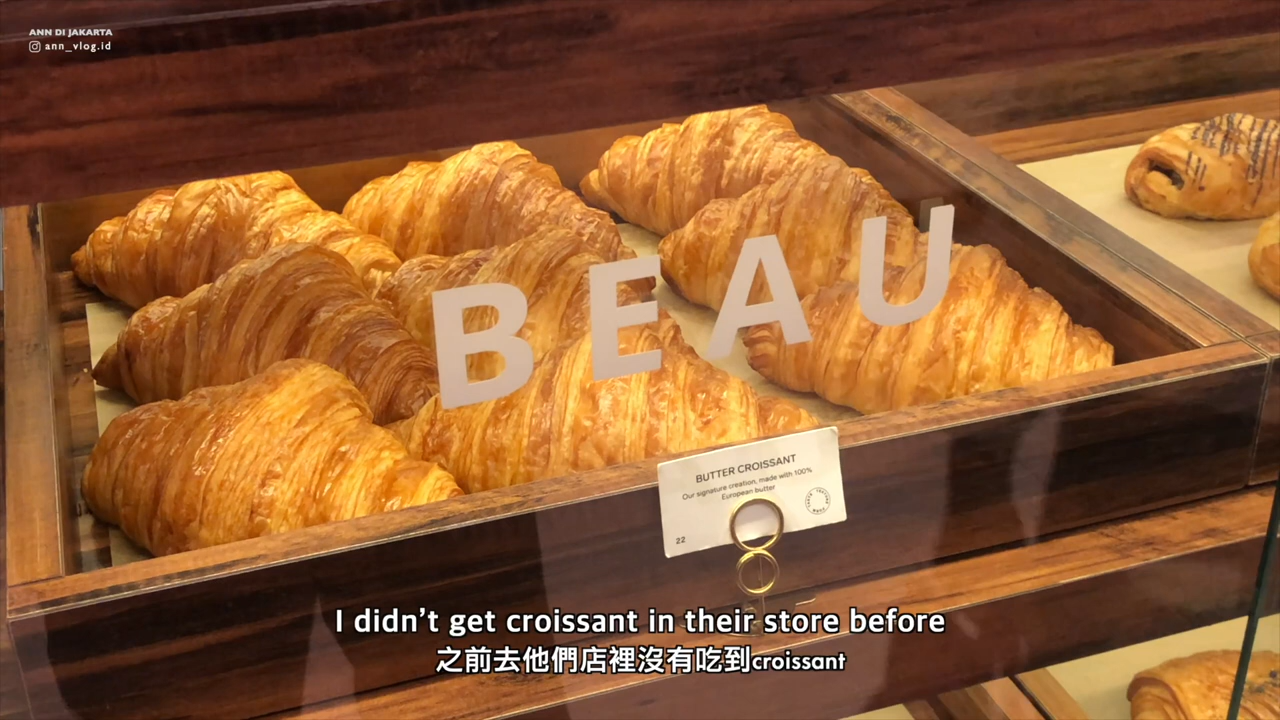 ANN DI JAKARTA
ann_vlog.id
BEAU
BUTTER CROISSANT
Our signature creation, made with 100%
European butter
22
I didn't get croissant in their store before
之前去他們店裡沒有吃到croissant